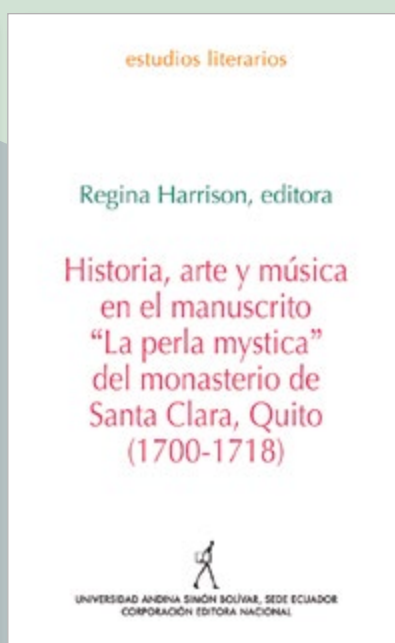 estudios literarios
Regina Harrison, editora
Historia, arte y música
en el manuscrito
“La perla mystica”
del monasterio de
Santa Clara, Quito
(1700-1718)
UNIVERSIDAD ANDINA SIMÓN BOLÍVAR, SEDE ECUADOR
CORPORACIÓN EDITORA NACIONAL